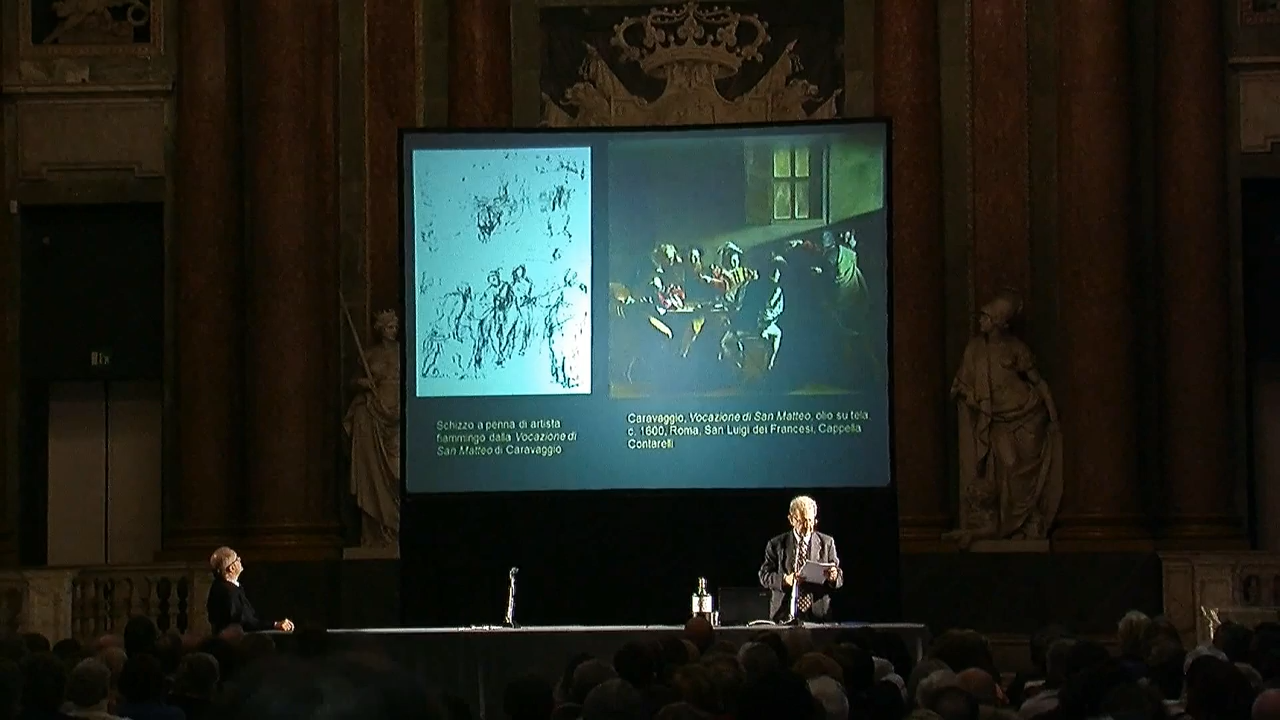 Schizzo a penna di artista
fiammingo dalla Vocazione di
San Matteo di Caravaggio
Caravaggio, Vocazione di San Matteo, olio su tela,
c. 1600, Roma, San Luigi dei Francesi, Cappella
Contarelli